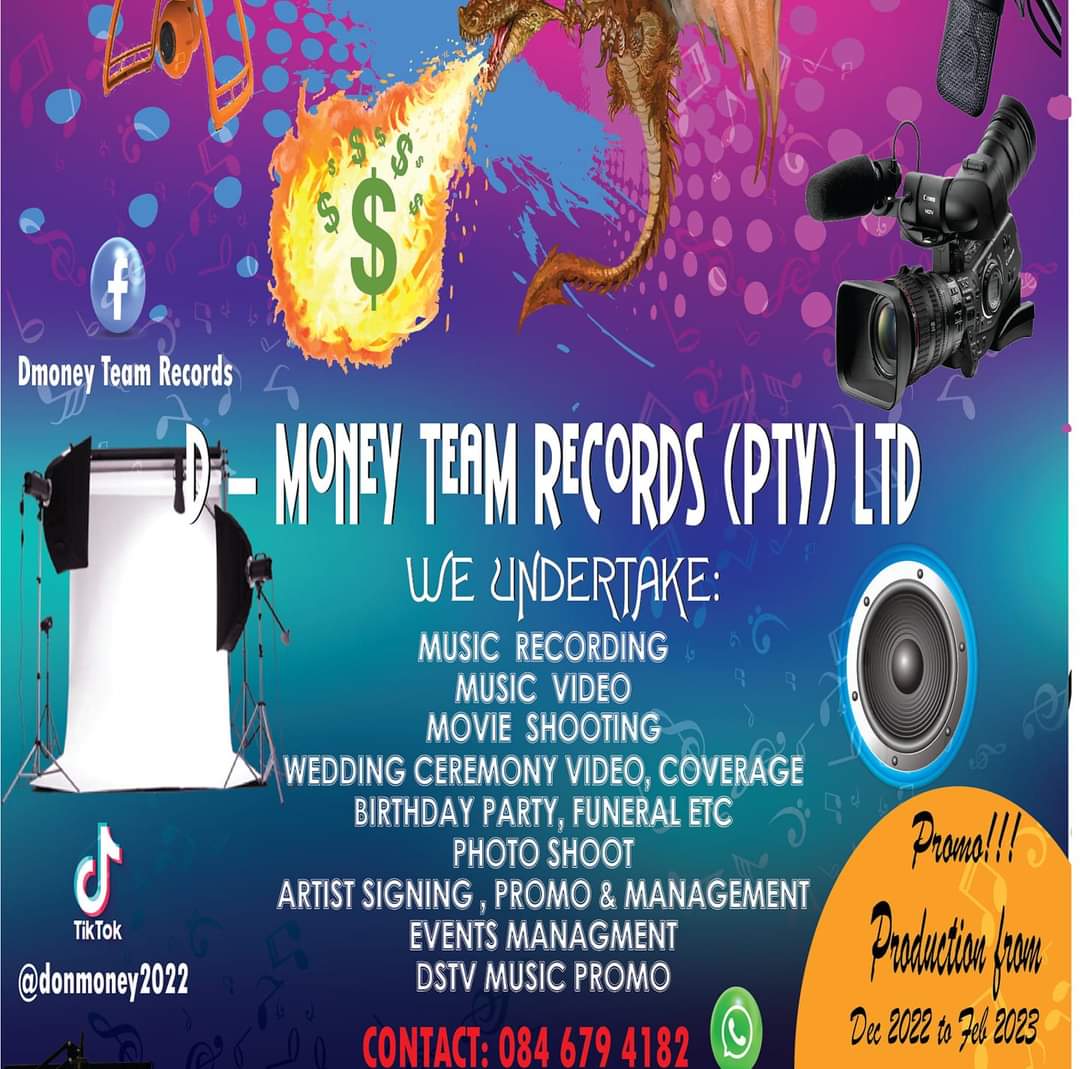 Dmoney Team Records
D - MONEY TEAM RECORDS (PTY) LTD
WE UNDERTAKE:
MUSIC RECORDING
MUSIC VIDEO
MOVIE SHOOTING
WEDDING CEREMONY VIDEO, COVERAGE
BIRTHDAY PARTY, FUNERAL ETC
PHOTO SHOOT
ARTIST SIGNING , PROMO & MANAGEMENT
EVENTS MANAGMENT
DSTV MUSIC PROMO
CONTACT: 084 679 4182
TikTok
@donmoney2022
Promo!!!
Production from
Dec 2022 to Feb 2023